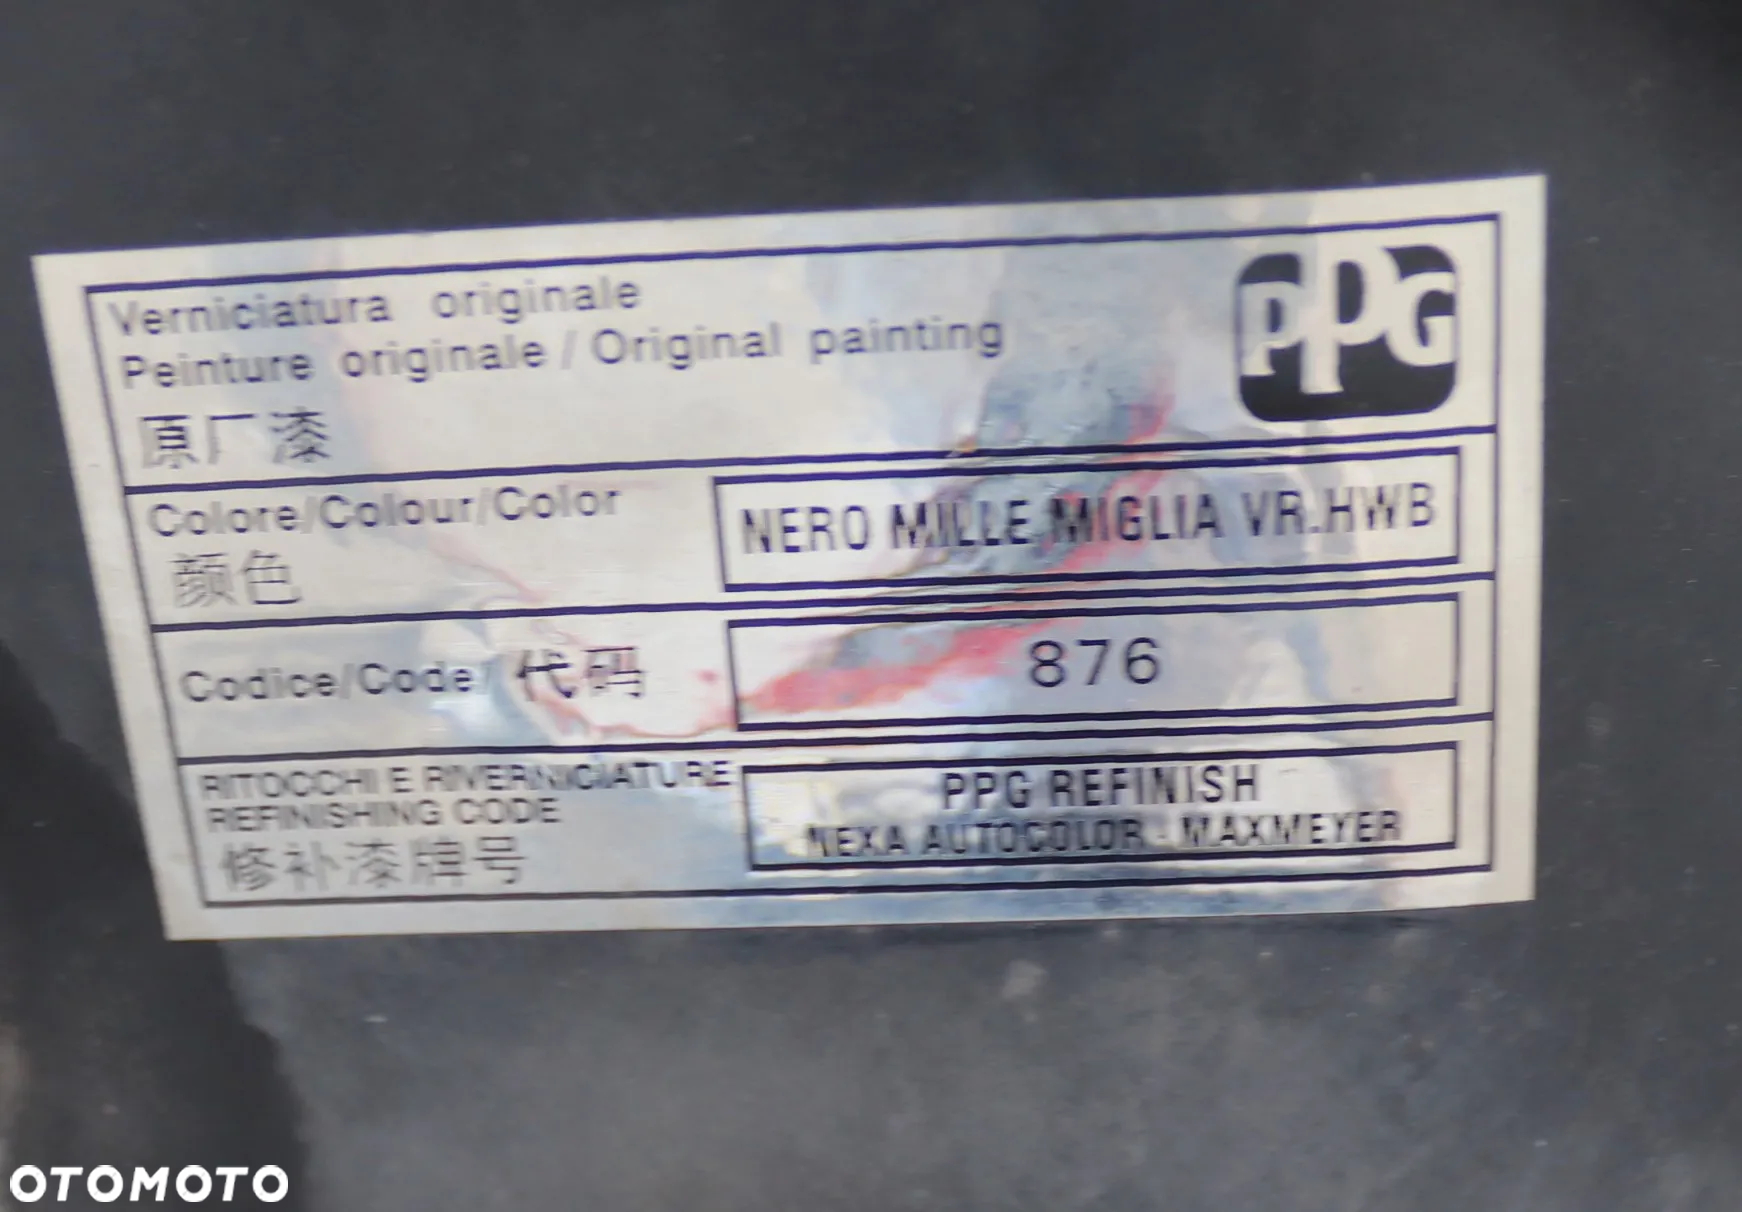 Verniciatura originale
Peinture originale / Original painting
PPG
原厂漆
Colore/Colour/Color
颜色
NERO MILLE MIGLIA VR.HWB
Codice/Code/ 代码
876
RITOCCHI E RIVERNICIATURE
REFINISHING CODE
修补漆牌号
PPG REFINISH
NEXA AUTOCOLOR - MAXMEYER
OTOMOTO